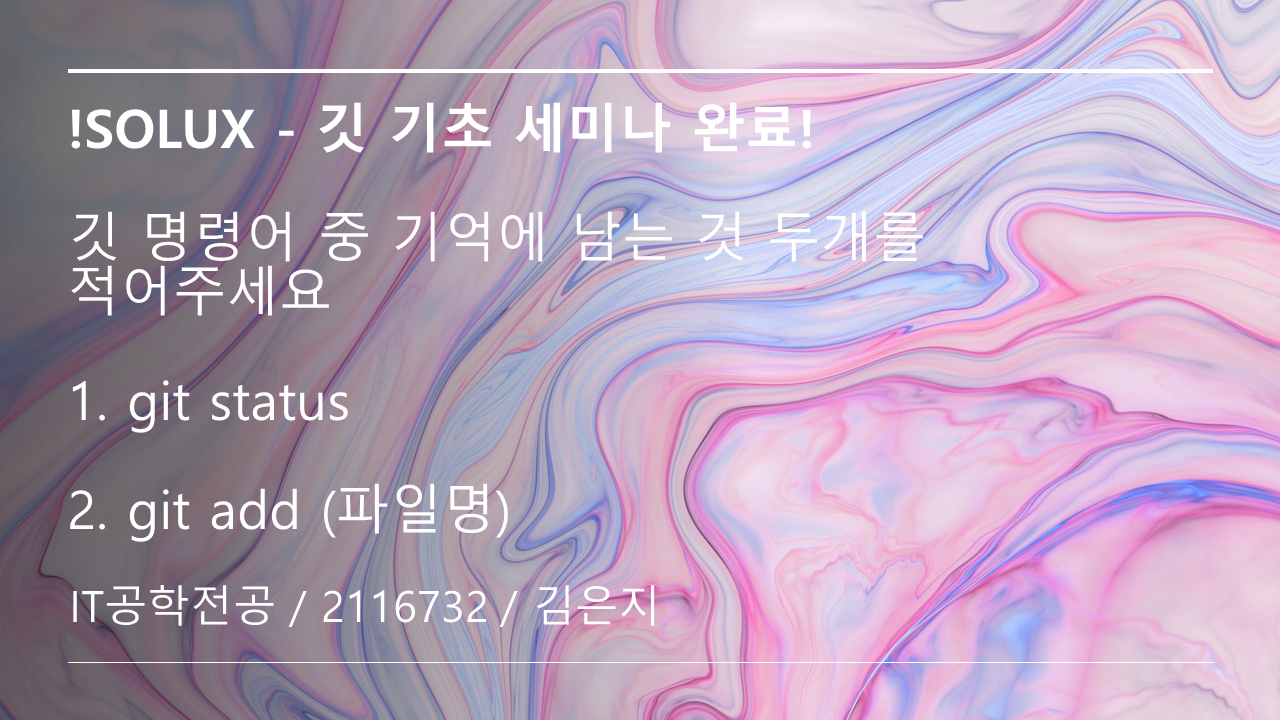 !SOLUX - 깃 기초 세미나 완료!
깃 명령어 중 기억에 남는 것 두개를
적어주세요
1. git status
2. git add (파일명)
IT공학전공 / 2116732 / 김은지